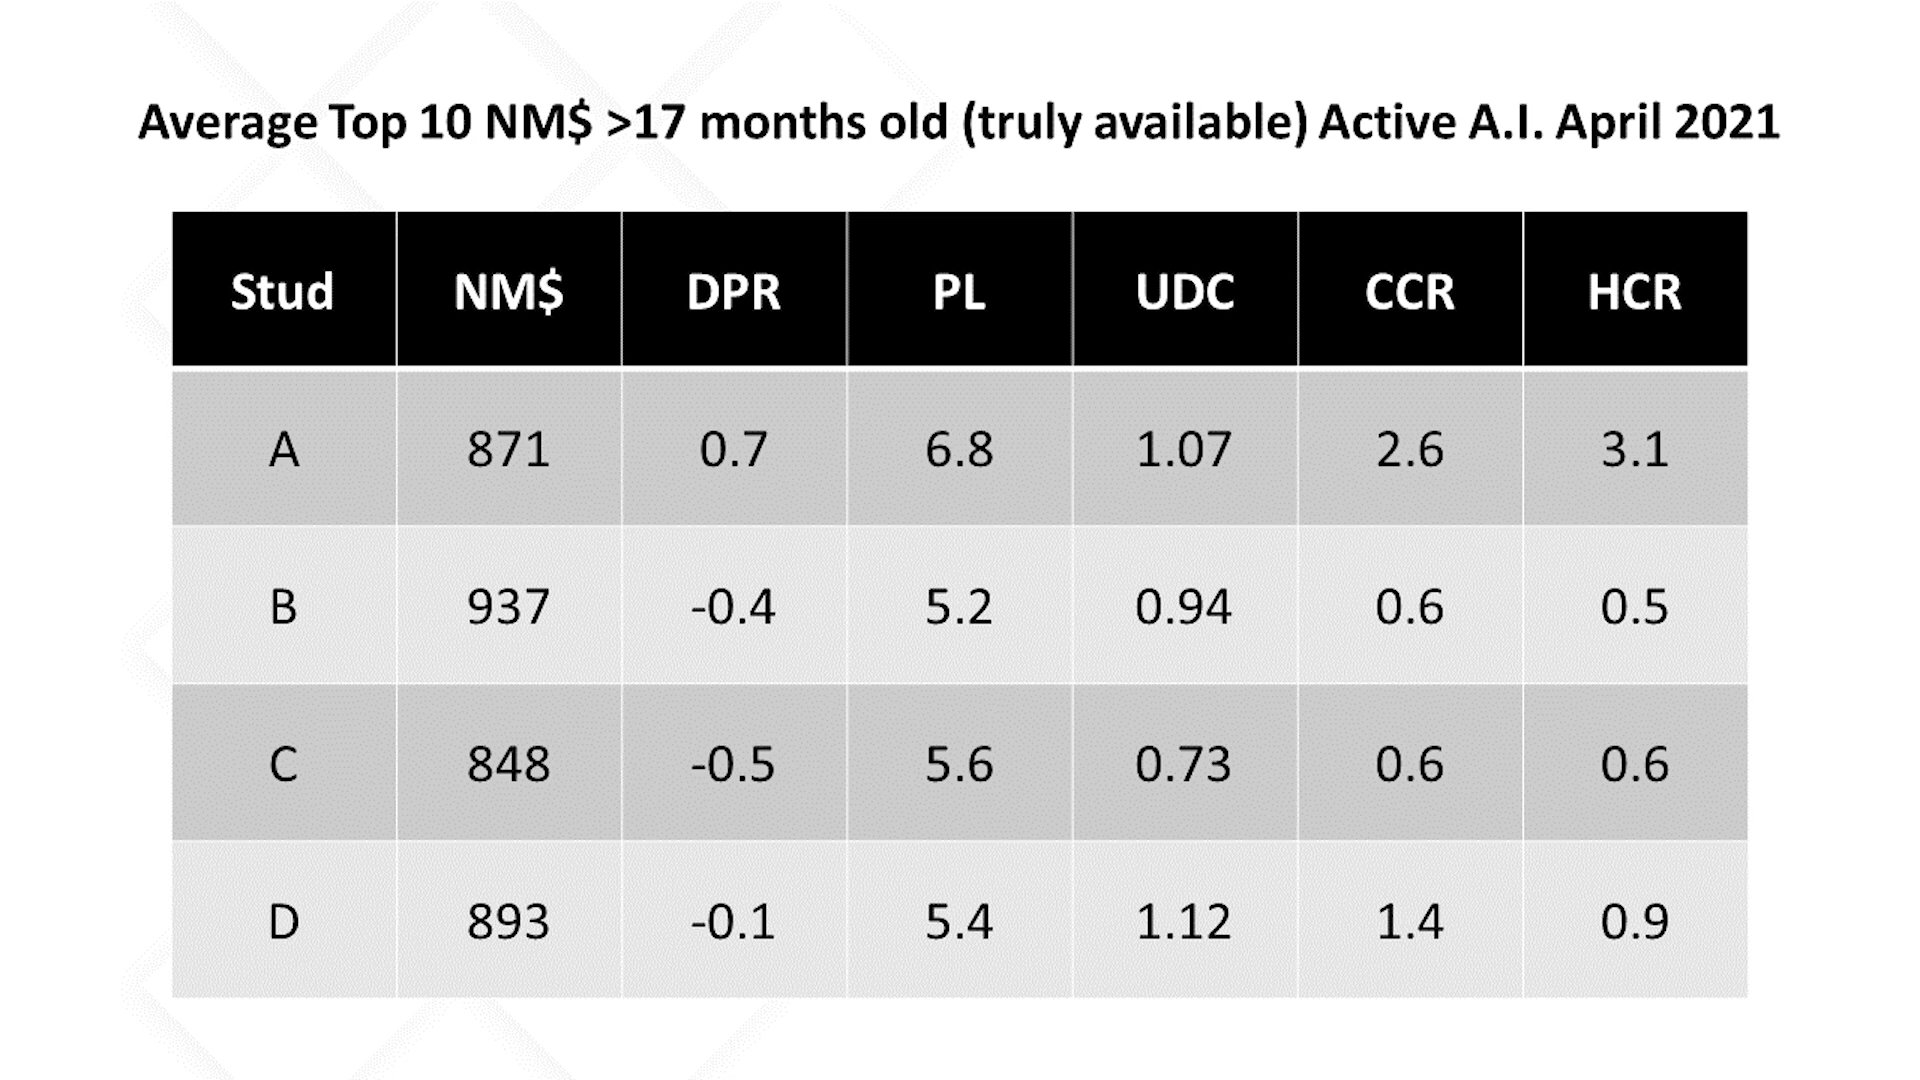 Average Top 10 NM$ >17 months old (truly available) Active A.I. April 2021
Stud NM$ DPR PL UDC CCR HCR
A 871 0.7 6.8 1.07 2.6 3.1
B 937 -0.4 5.2 0.94 0.6 0.5
C 848 -0.5 5.6 0.73 0.6 0.6
D 893 -0.1 5.4 1.12 1.4 0.9